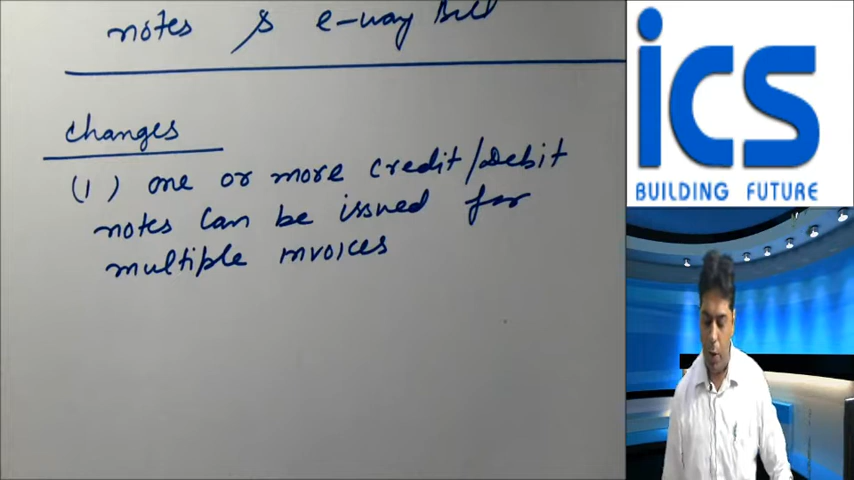 notes & e-way Bill
changes
(1) one or more credit/Debit
notes can be issued for
multiple invoices
ics
BUILDING FUTURE